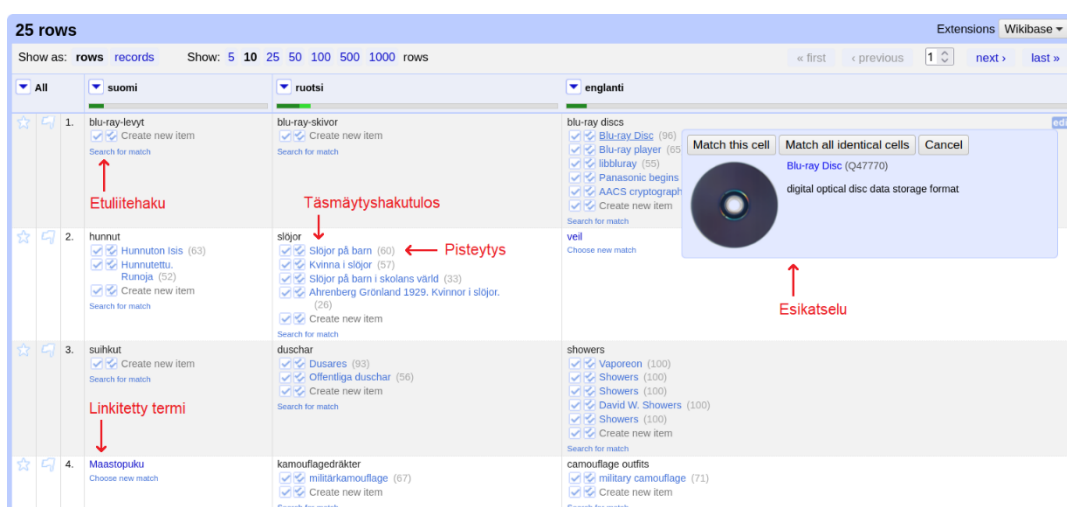 25 rows
Extensions Wikibase
Show as: rows records Show: 5 10 25 50 100 500 1000 rows « first ‹ previous 1 next › last »
All suomi ruotsi englanti
1. blu-ray-levyt
Create new item
Search for match
Etuliitehaku
blu-ray-skivor
Create new item
Search for match
Täsmäytyshakutulos
blu-ray discs
Blu-ray Disc (96)
Blu-ray player (65
libbluray (55)
Panasonic begins
AACS cryptograph
Create new item
Search for match
Match this cell Match all identical cells Cancel
Blu-ray Disc (Q47770)
digital optical disc data storage format
Esikatselu
2. hunnut
Hunnuton Isis (63)
Hunnutettu.
Runoja (52)
Create new item
Search for match
slöjor
Slöjor på barn (60)
Pisteytys
Kvinna i slöjor (57)
Slöjor på barn i skolans värld (33)
Ahrenberg Grönland 1929. Kvinnor i slöjor.
(26)
Create new item
Search for match
veil
Choose new match
3. suihkut
Create new item
Search for match
Linkitetty termi
duschar
Dusares (93)
Offentliga duschar (56)
Create new item
Search for match
showers
Vaporeon (100)
Showers (100)
Showers (100)
David W. Showers (100)
Showers (100)
Create new item
Search for match
4. Maastopuku
Choose new match
kamouflagedräkter
militärkamouflage (67)
Create new item
Search for match
camouflage outfits
military camouflage (71)
Create new item
Search for match